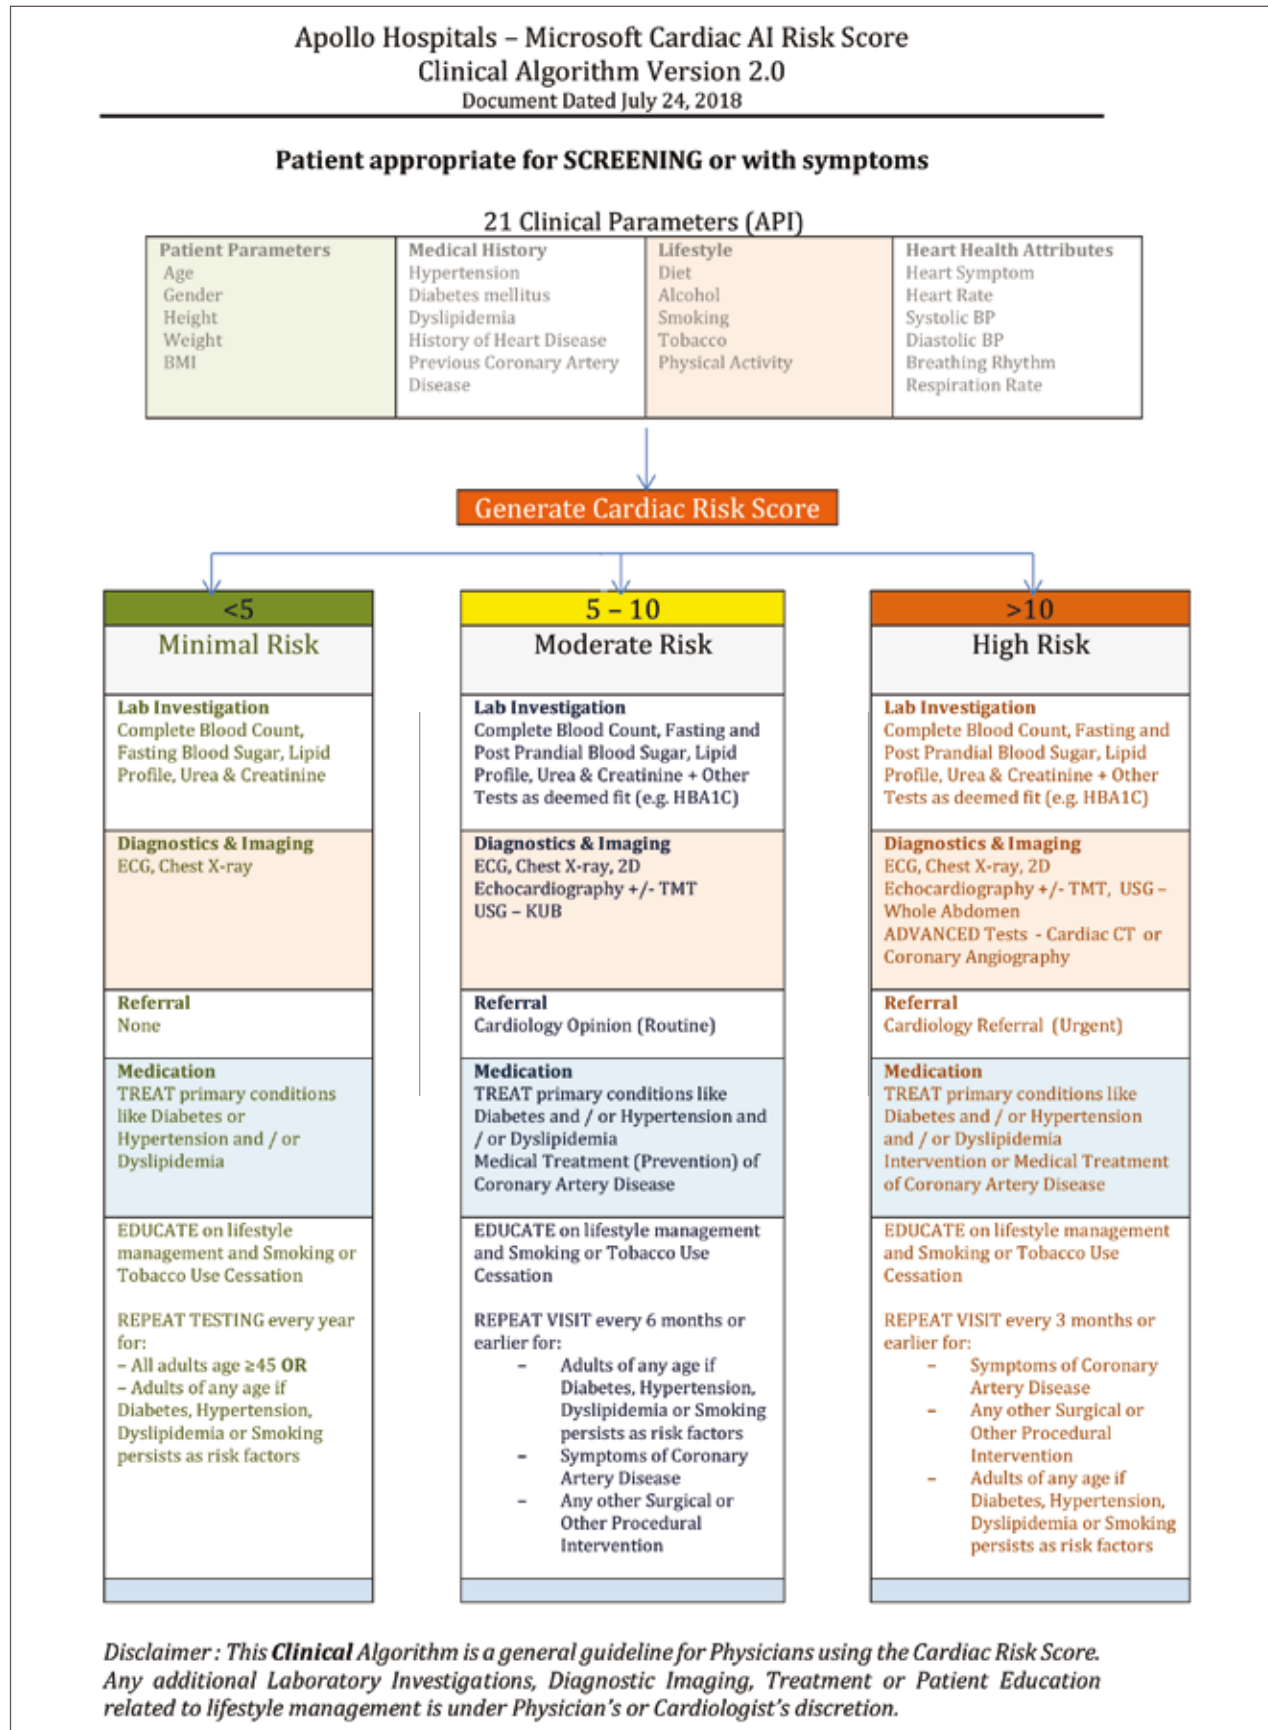 Apollo Hospitals – Microsoft Cardiac AI Risk Score
Clinical Algorithm Version 2.0
Document Dated July 24, 2018
Patient appropriate for SCREENING or with symptoms
21 Clinical Parameters (API)
Patient Parameters
Age
Gender
Height
Weight
BMI
Medical History
Hypertension
Diabetes mellitus
Dyslipidemia
History of Heart Disease
Previous Coronary Artery
Disease
Lifestyle
Diet
Alcohol
Smoking
Tobacco
Physical Activity
Heart Health Attributes
Heart Symptom
Heart Rate
Systolic BP
Diastolic BP
Breathing Rhythm
Respiration Rate
Generate Cardiac Risk Score
<5
Minimal Risk
Lab Investigation
Complete Blood Count,
Fasting Blood Sugar, Lipid
Profile, Urea & Creatinine
Diagnostics & Imaging
ECG, Chest X-ray
Referral
None
Medication
TREAT primary conditions
like Diabetes or
Hypertension and / or
Dyslipidemia
EDUCATE on lifestyle
management and Smoking or
Tobacco Use Cessation
REPEAT TESTING every year
for:
– All adults age ≥45 OR
– Adults of any age if
Diabetes, Hypertension,
Dyslipidemia or Smoking
persists as risk factors
5 – 10
Moderate Risk
Lab Investigation
Complete Blood Count, Fasting and
Post Prandial Blood Sugar, Lipid
Profile, Urea & Creatinine + Other
Tests as deemed fit (e.g. HBA1C)
Diagnostics & Imaging
ECG, Chest X-ray, 2D
Echocardiography +/- TMT
USG – KUB
Referral
Cardiology Opinion (Routine)
Medication
TREAT primary conditions like
Diabetes and / or Hypertension and
/ or Dyslipidemia
Medical Treatment (Prevention) of
Coronary Artery Disease
EDUCATE on lifestyle management
and Smoking or Tobacco Use
Cessation
REPEAT VISIT every 6 months or
earlier for:
– Adults of any age if
Diabetes, Hypertension,
Dyslipidemia or Smoking
persists as risk factors
– Symptoms of Coronary
Artery Disease
– Any other Surgical or
Other Procedural
Intervention
>10
High Risk
Lab Investigation
Complete Blood Count, Fasting and
Post Prandial Blood Sugar, Lipid
Profile, Urea & Creatinine + Other
Tests as deemed fit (e.g. HBA1C)
Diagnostics & Imaging
ECG, Chest X-ray, 2D
Echocardiography +/- TMT, USG –
Whole Abdomen
ADVANCED Tests - Cardiac CT or
Coronary Angiography
Referral
Cardiology Referral (Urgent)
Medication
TREAT primary conditions like
Diabetes and / or Hypertension
and / or Dyslipidemia
Intervention or Medical Treatment
of Coronary Artery Disease
EDUCATE on lifestyle management
and Smoking or Tobacco Use
Cessation
REPEAT VISIT every 3 months or
earlier for:
– Symptoms of Coronary
Artery Disease
– Any other Surgical or
Other Procedural
Intervention
– Adults of any age if
Diabetes, Hypertension,
Dyslipidemia or Smoking
persists as risk factors
Disclaimer : This Clinical Algorithm is a general guideline for Physicians using the Cardiac Risk Score.
Any additional Laboratory Investigations, Diagnostic Imaging, Treatment or Patient Education
related to lifestyle management is under Physician's or Cardiologist's discretion.